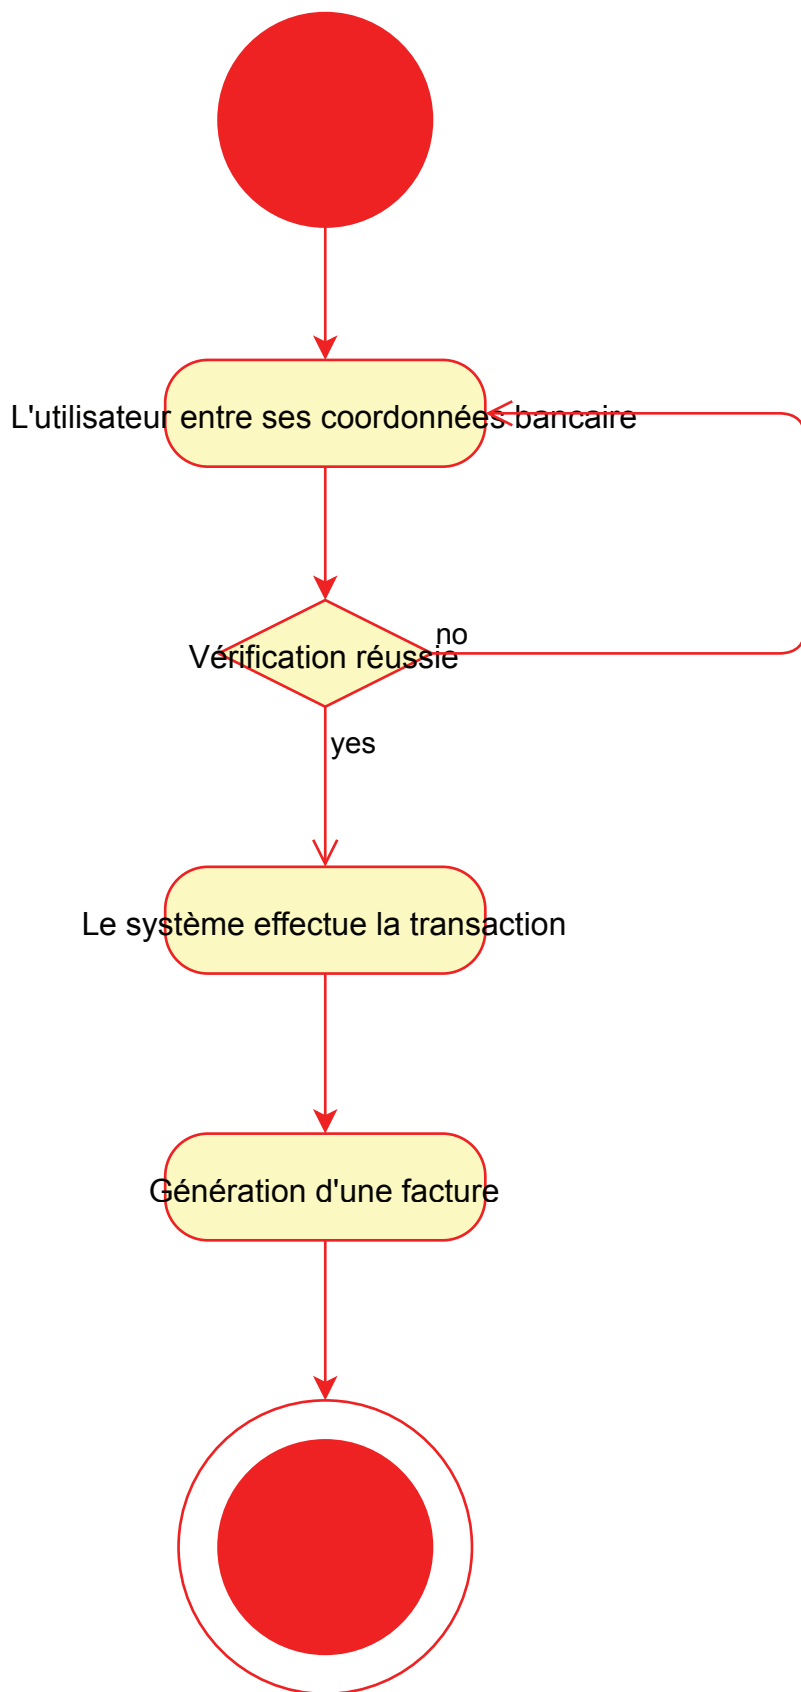 L'utilisateur entre ses coordonnées bancaire
no
Vérification réussie
yes
Le système effectue la transaction
Génération d'une facture